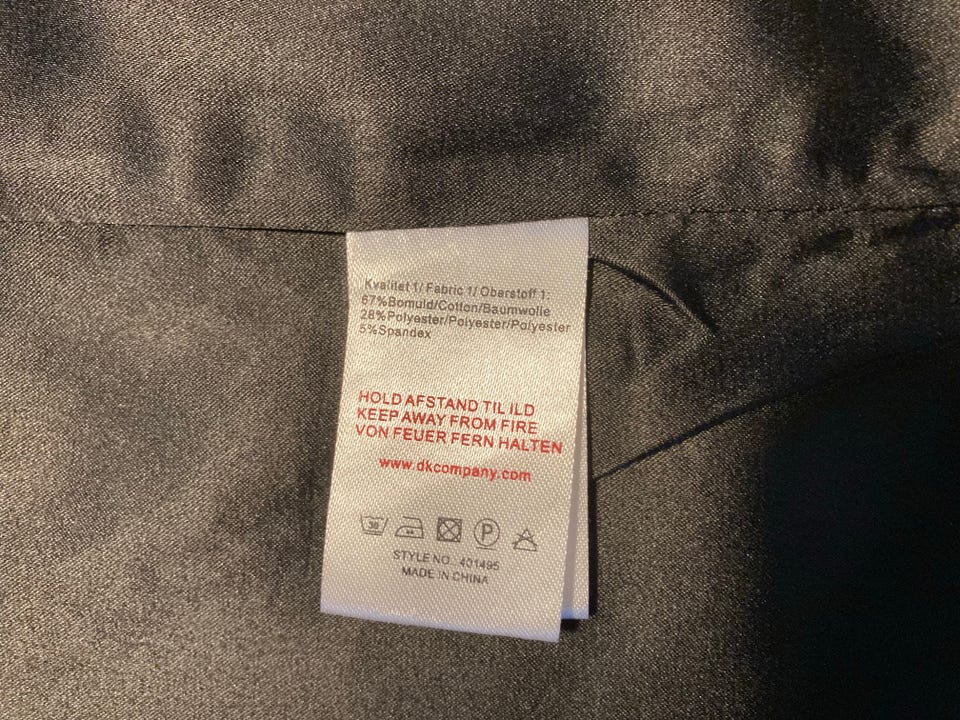 Kvalitet 1/ Fabric 1/ Oberstoff 1:
67%Bomuld/Cotton/Baumwolle
28%Polyester/Polyester/Polyester
5%Spandex
HOLD AFSTAND TIL ILD
KEEP AWAY FROM FIRE
VON FEUER FERN HALTEN
www.dkcompany.com
30 P
STYLE NO.: 401495
MADE IN CHINA